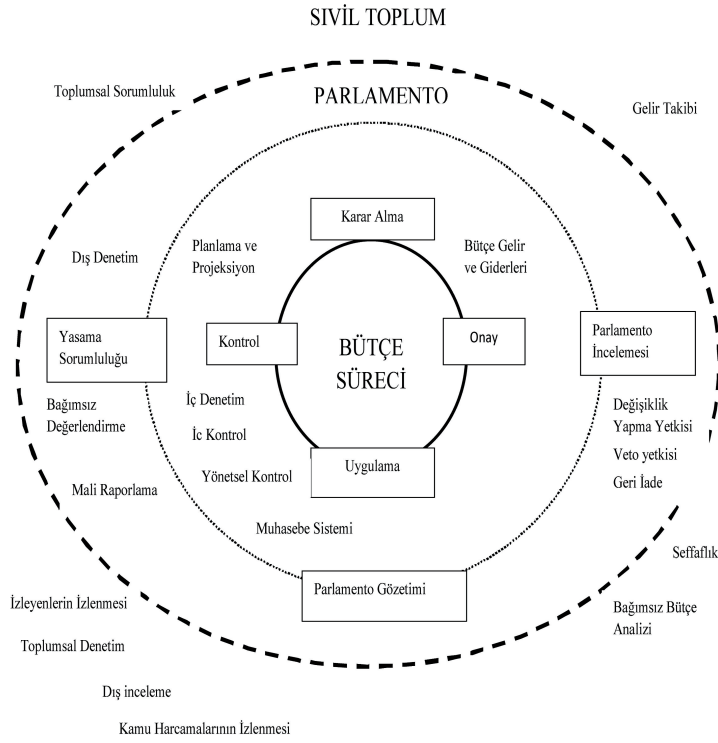 SIVİL TOPLUM
Toplumsal Sorumluluk
PARLAMENTO
Gelir Takibi
Karar Alma
Planlama ve
Projeksiyon
Bütçe Gelir
ve Giderleri
Dış Denetim
Yasama
Sorumluluğu
Kontrol
BÜTÇE
SÜRECİ
Onay
Parlamento
İncelemesi
Bağımsız
Değerlendirme
İç Denetim
İc Kontrol
Yönetsel Kontrol
Uygulama
Değişiklik
Yapma Yetkisi
Veto yetkisi
Geri İade
Mali Raporlama
Muhasebe Sistemi
Seffaflık
Parlamento Gözetimi
İzleyenlerin İzlenmesi
Bağımsız Bütçe
Analizi
Toplumsal Denetim
Dış inceleme
Kamu Harcamalarının İzlenmesi